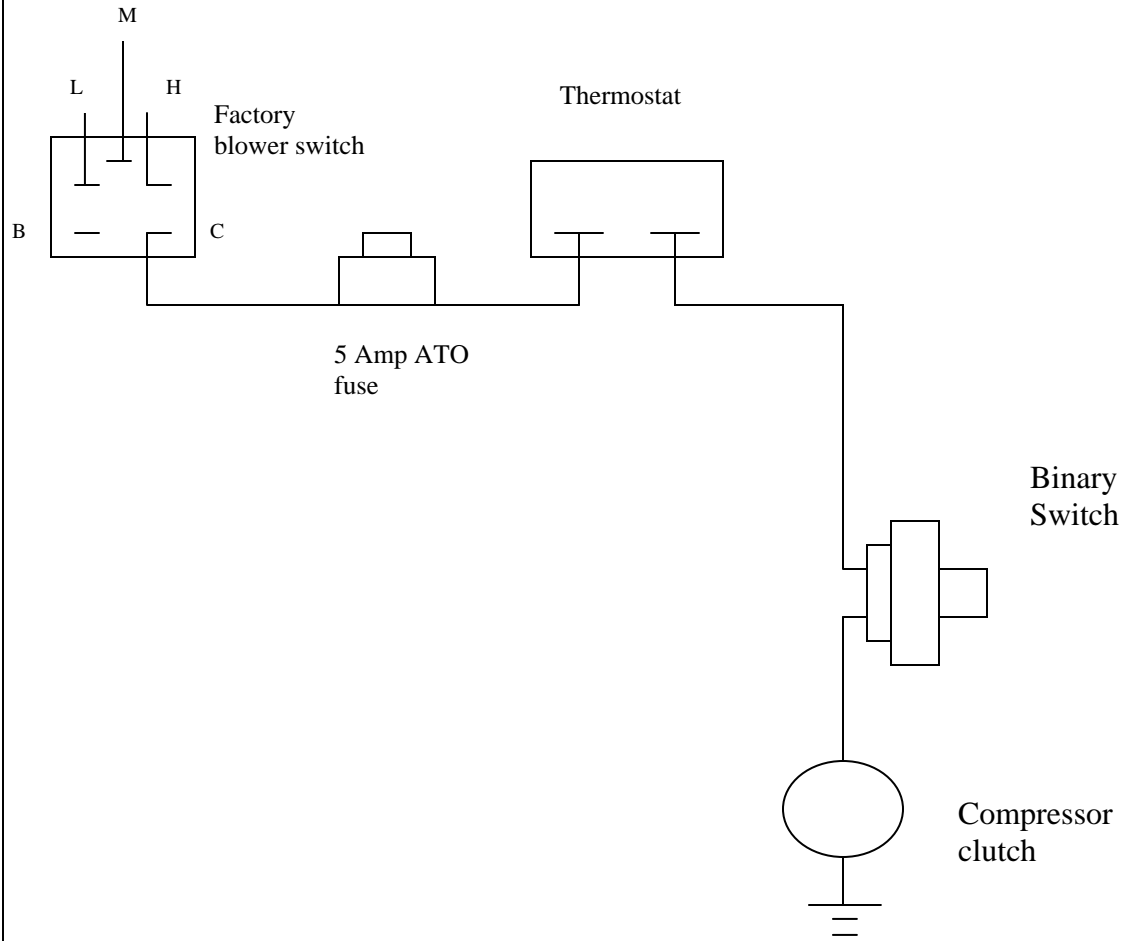 M
L
H
Factory
blower switch
Thermostat
B
C
5 Amp ATO
fuse
Binary
Switch
Compressor
clutch